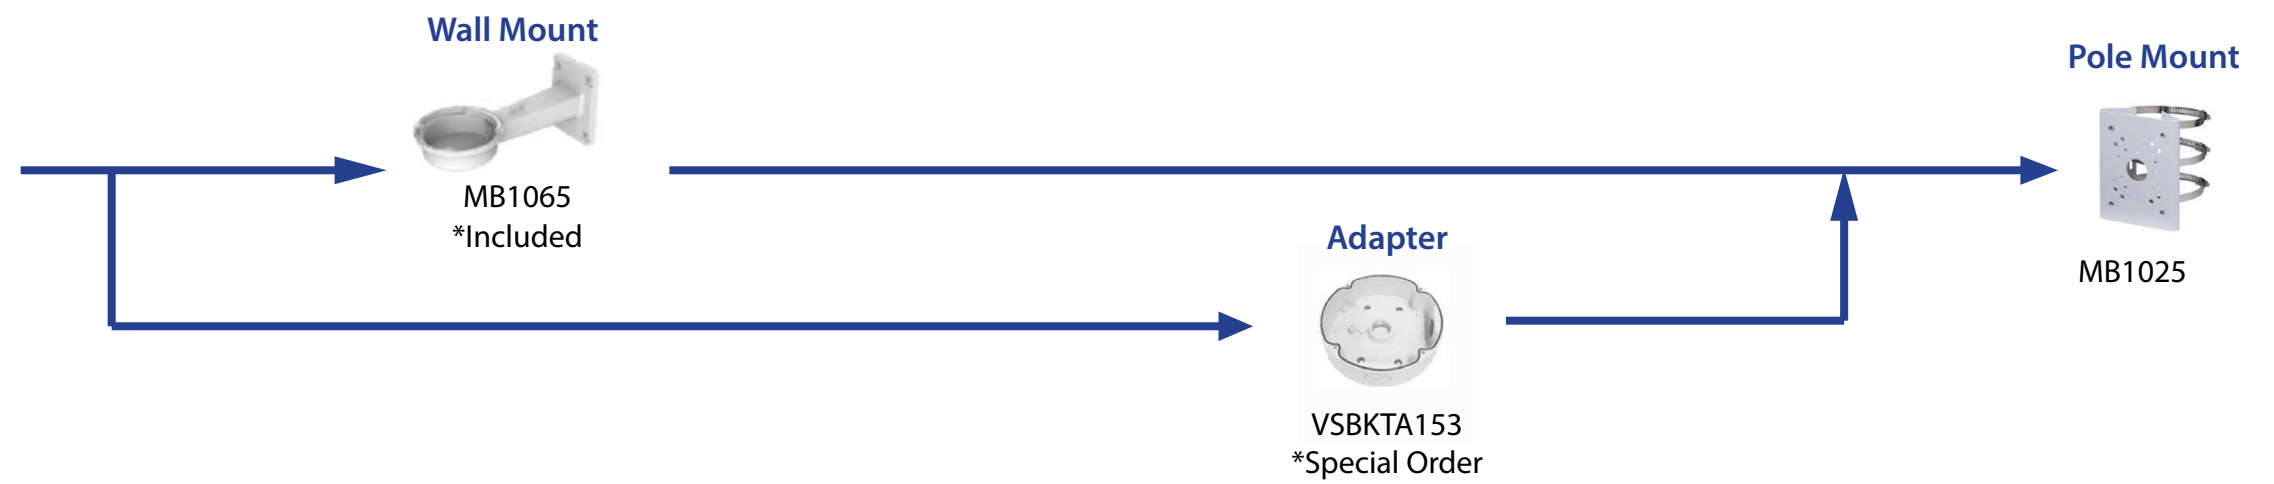 Wall Mount
MB1065
*Included
Adapter
VSBKTA153
*Special Order
Pole Mount
MB1025